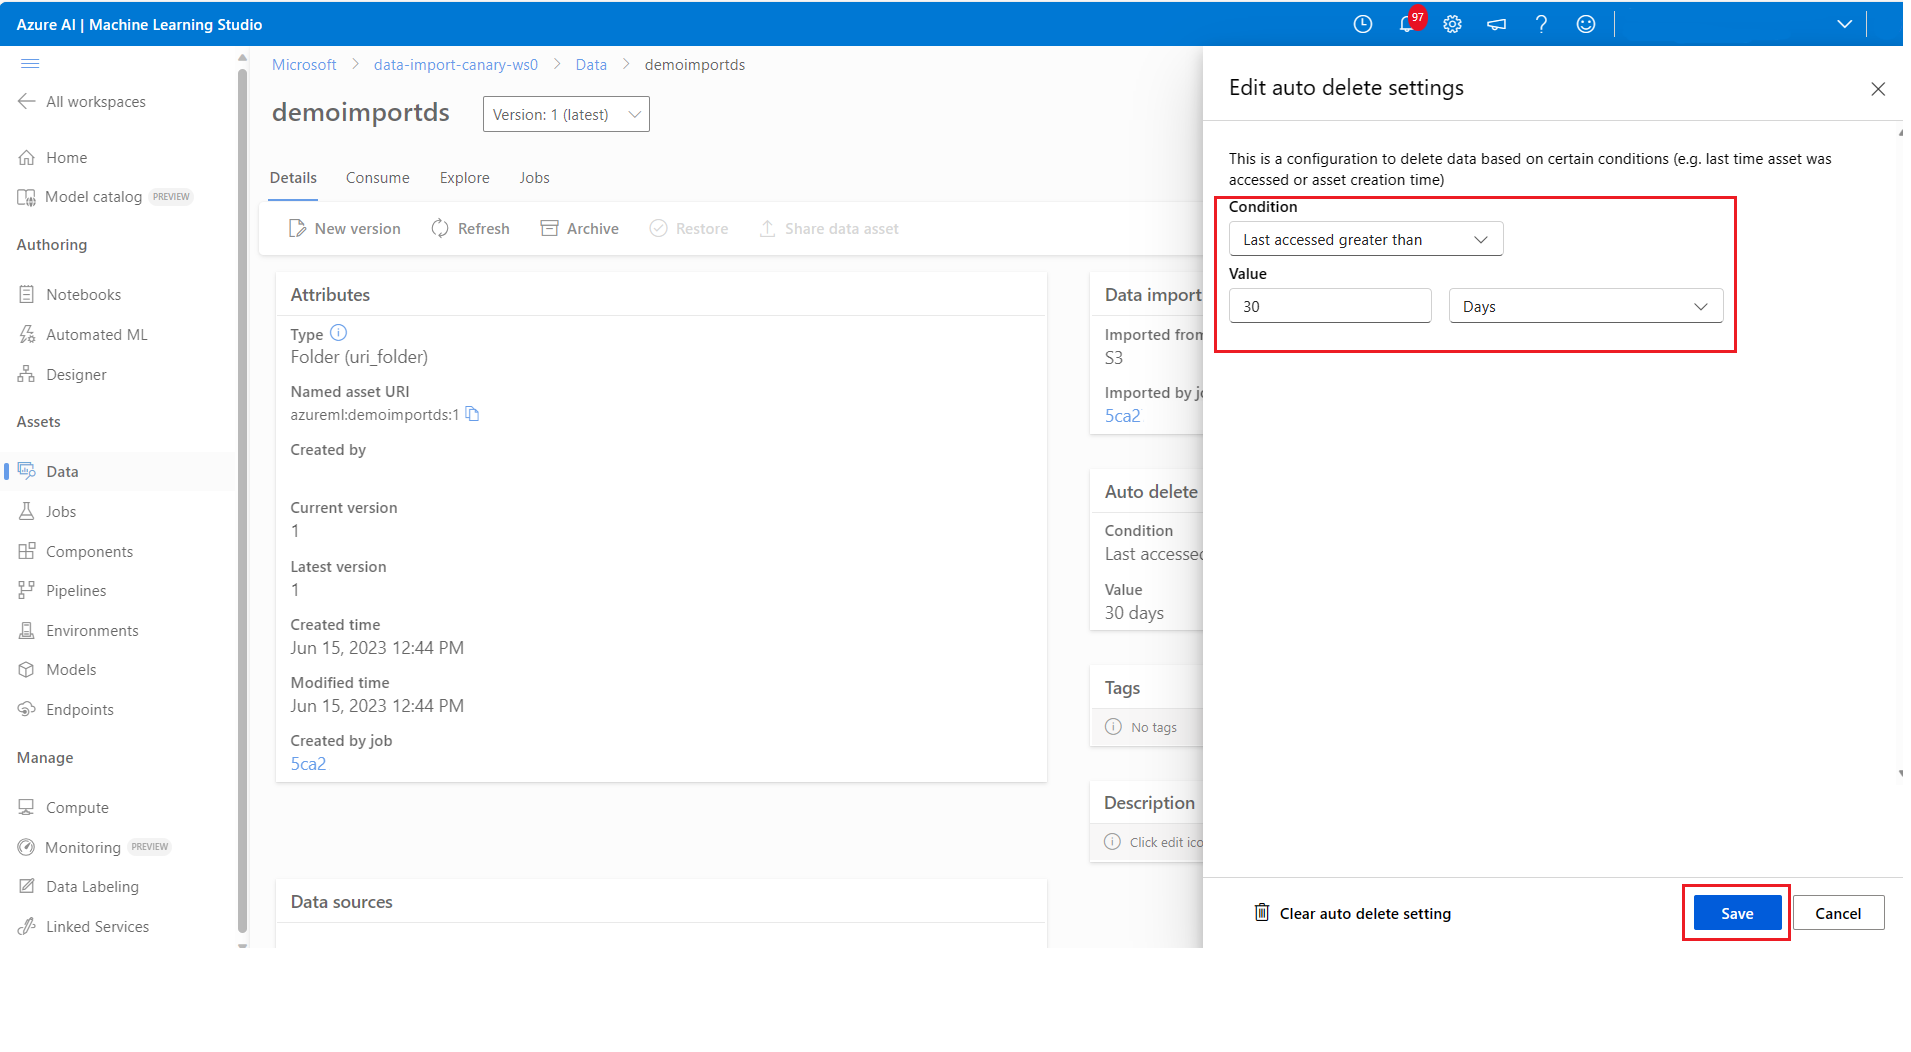 Azure AI | Machine Learning Studio
97
All workspaces
Home
Model catalog PREVIEW
Authoring
Notebooks
Automated ML
Designer
Assets
Data
Jobs
Components
Pipelines
Environments
Models
Endpoints
Manage
Compute
Monitoring PREVIEW
Data Labeling
Linked Services
Microsoft > data-import-canary-ws0 > Data > demoimportds
demoimportds
Version: 1 (latest)
Details Consume Explore Jobs
New version Refresh Archive Restore Share data asset
Attributes
Type
Folder (uri_folder)
Named asset URI
azureml:demoimportds:1
Created by
Current version
1
Latest version
1
Created time
Jun 15, 2023 12:44 PM
Modified time
Jun 15, 2023 12:44 PM
Created by job
5ca2
Data sources
Data import
Imported from
S3
Imported by jo
5ca2
Auto delete
Condition
Last accessed
Value
30 days
Tags
No tags
Description
Click edit ico
Edit auto delete settings
This is a configuration to delete data based on certain conditions (e.g. last time asset was
accessed or asset creation time)
Condition
Last accessed greater than
Value
30 Days
Clear auto delete setting
Save Cancel